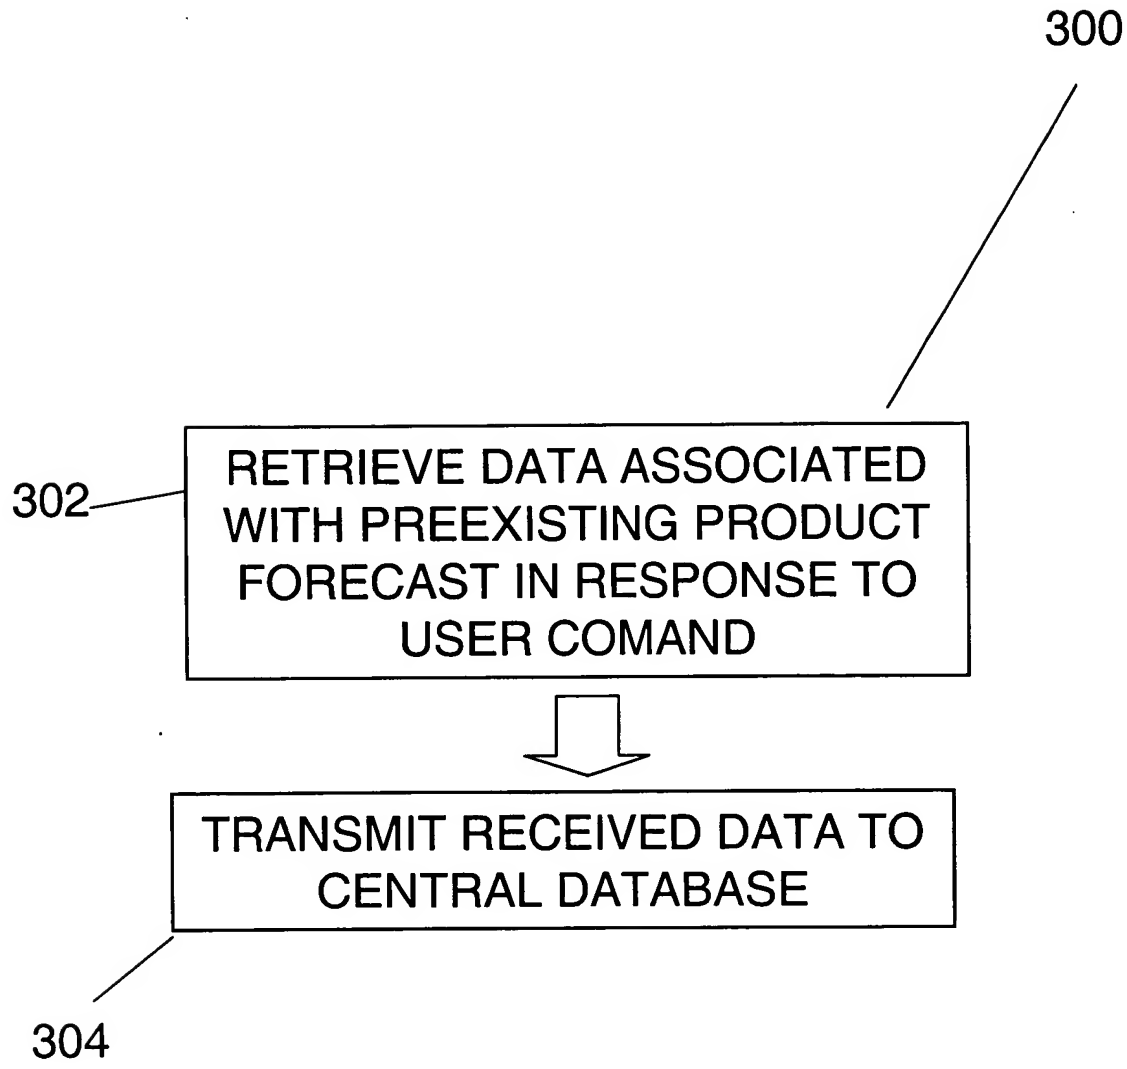 300
302
RETRIEVE DATA ASSOCIATED
WITH PREEXISTING PRODUCT
FORECAST IN RESPONSE TO
USER COMAND
TRANSMIT RECEIVED DATA TO
CENTRAL DATABASE
304